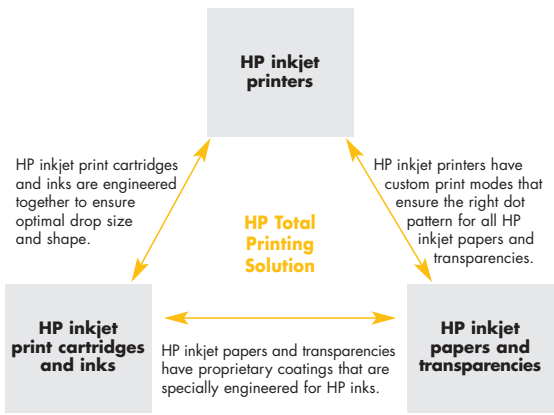 HP inkjet
printers
HP inkjet print cartridges
and inks are engineered
together to ensure
optimal drop size
and shape.
HP inkjet printers have
custom print modes that
ensure the right dot
pattern for all HP
inkjet papers and
transparencies.
HP Total
Printing
Solution
HP inkjet
print cartridges
and inks
HP inkjet papers and transparencies
have proprietary coatings that are
specially engineered for HP inks.
HP inkjet
papers and
transparencies